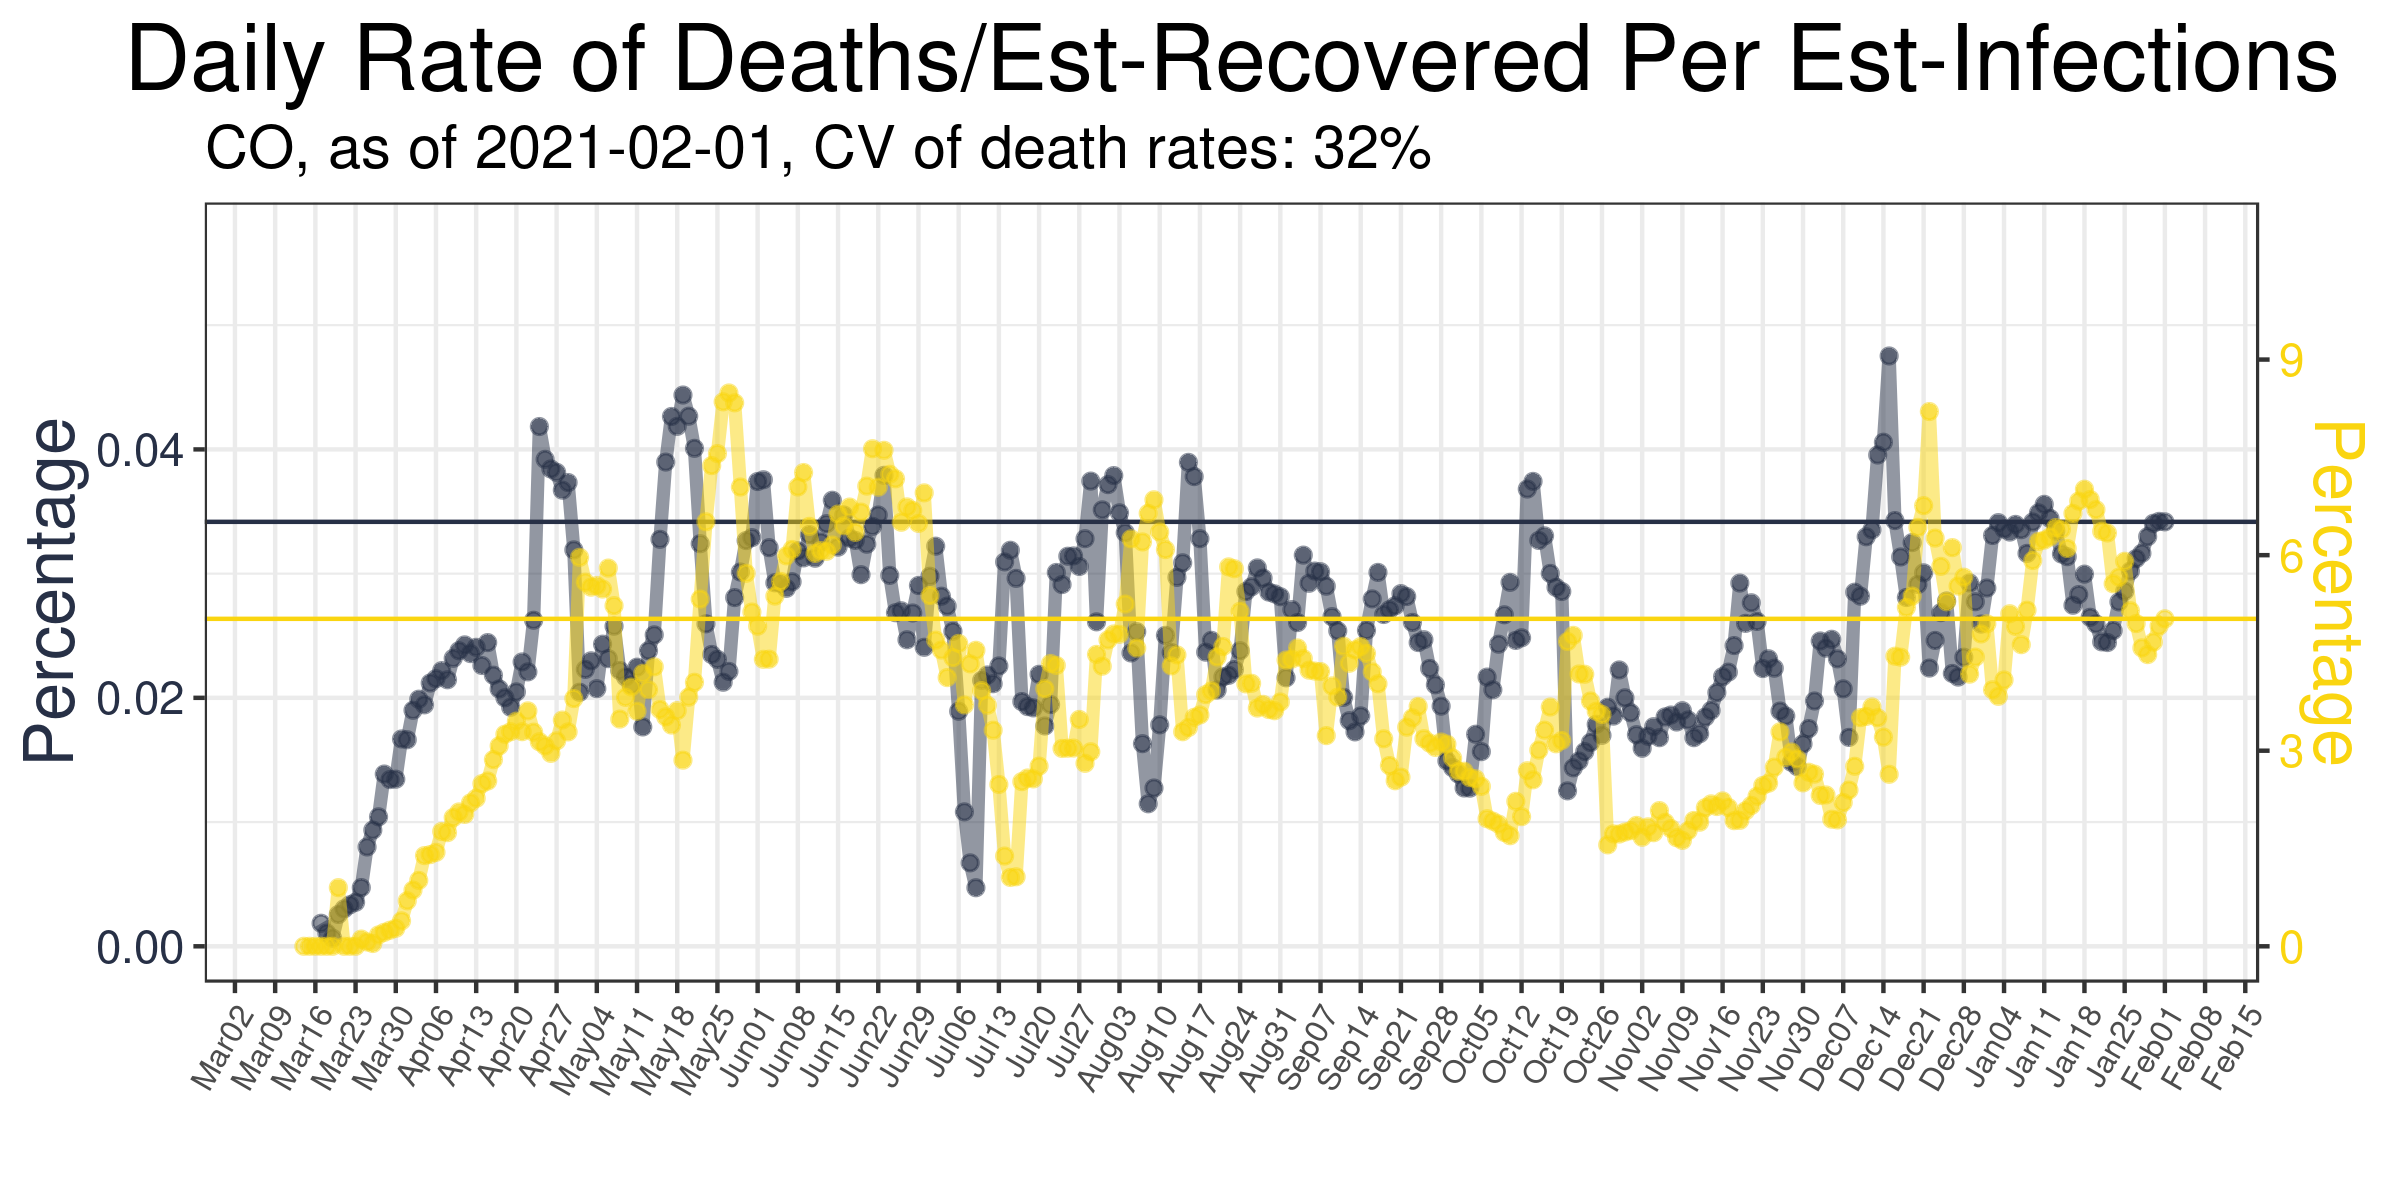 Daily Rate of Deaths/Est-Recovered Per Est-Infections
CO, as of 2021-02-01, CV of death rates: 32%
Percentage
0.04
0.02
0.00
9
6
3
0
Percentage
Mar02
Mar09
Mar16
Mar23
Mar30
Apr06
Apr13
Apr20
Apr27
May04
May11
May18
May25
Jun01
Jun08
Jun15
Jun22
Jun29
Jul06
Jul13
Jul20
Jul27
Aug03
Aug10
Aug17
Aug24
Aug31
Sep07
Sep14
Sep21
Sep28
Oct05
Oct12
Oct19
Oct26
Nov02
Nov09
Nov16
Nov23
Nov30
Dec07
Dec14
Dec21
Dec28
Jan04
Jan11
Jan18
Jan25
Feb01
Feb08
Feb15